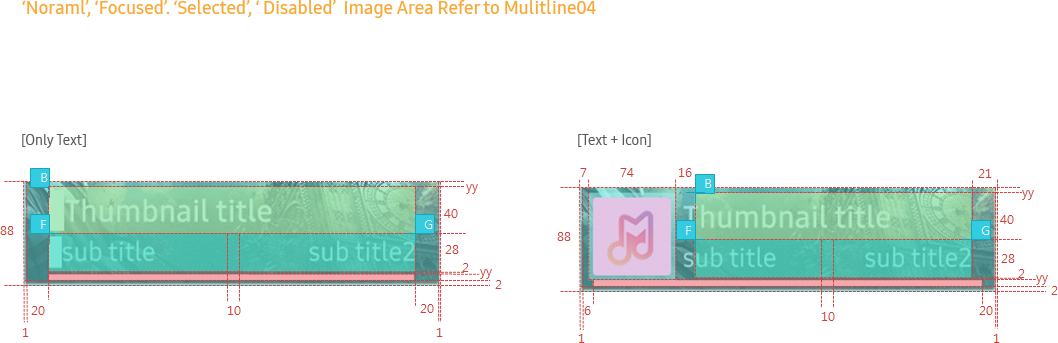 ‘Noraml’, ‘Focused’. ‘Selected’, ‘ Disabled’  Image Area Refer to Mulitline04
[Only Text]
[Text + Icon]
7
74
16
21
B
yy
Thumbnail title
40
F
G
88
sub title
sub title2
28
2
yy
2
20
10
20
1
1
B
yy
Thumbnail title
40
F
G
88
sub title
sub title2
28
2
yy
2
6
10
20
1
1